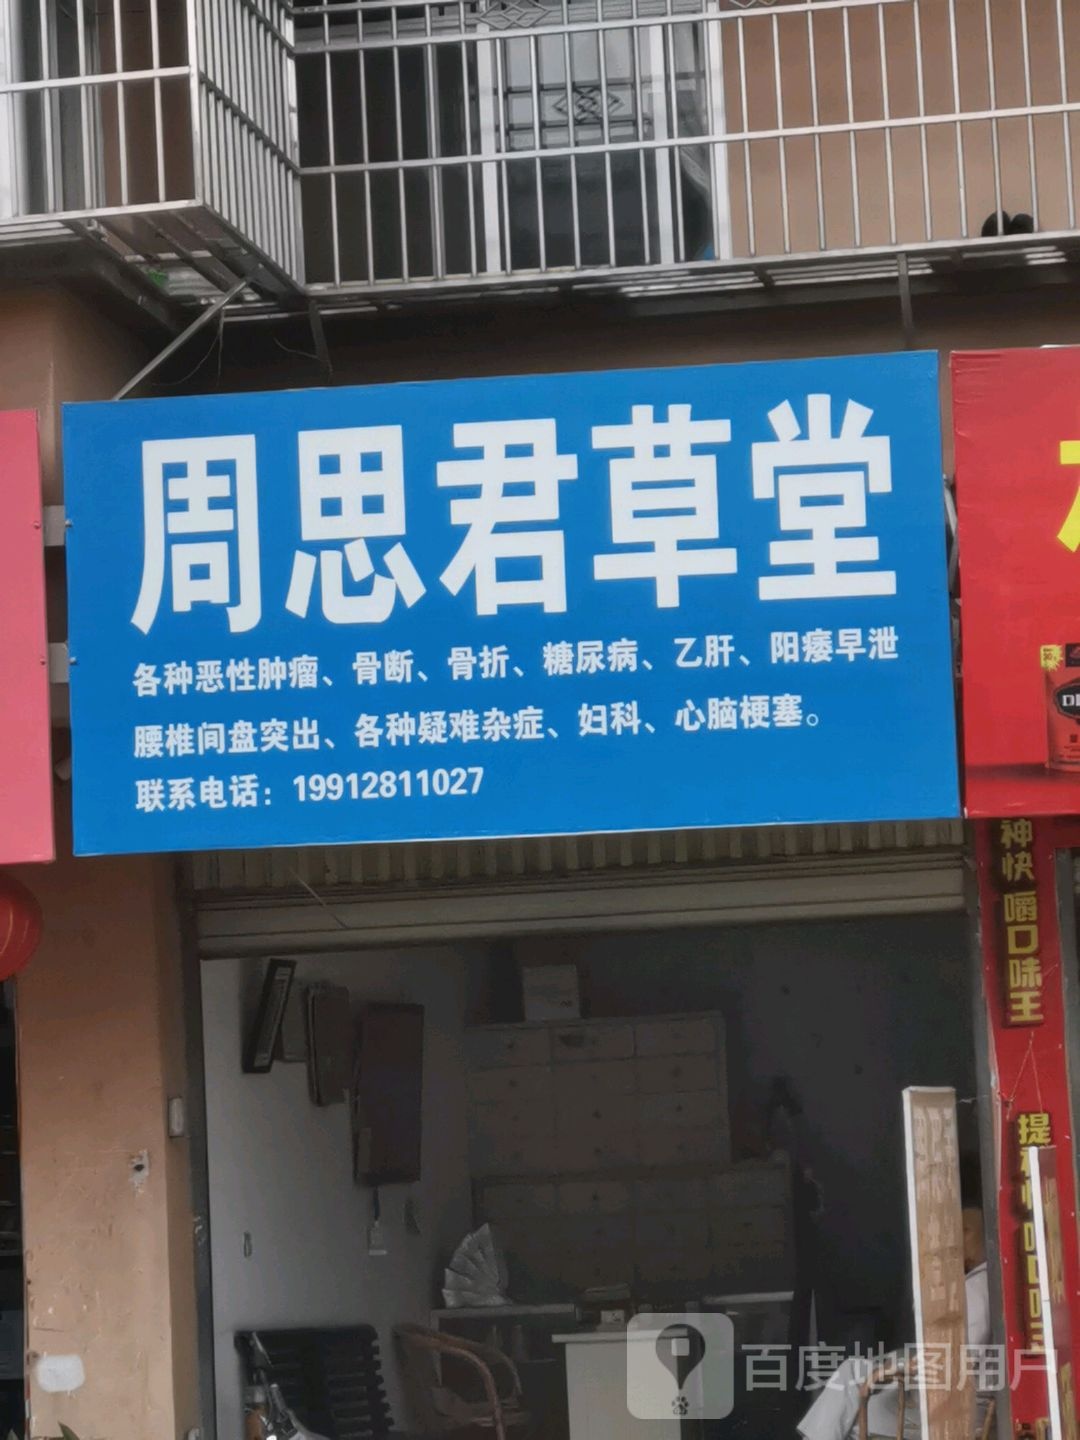 周思君草堂
各种恶性肿瘤、骨断、骨折、糖尿病、乙肝、阳痿早泄
腰椎间盘突出、各种疑难杂症、妇科、心脑梗塞。
联系电话：19912811027
神快嚼口味王
提
百度地图用户